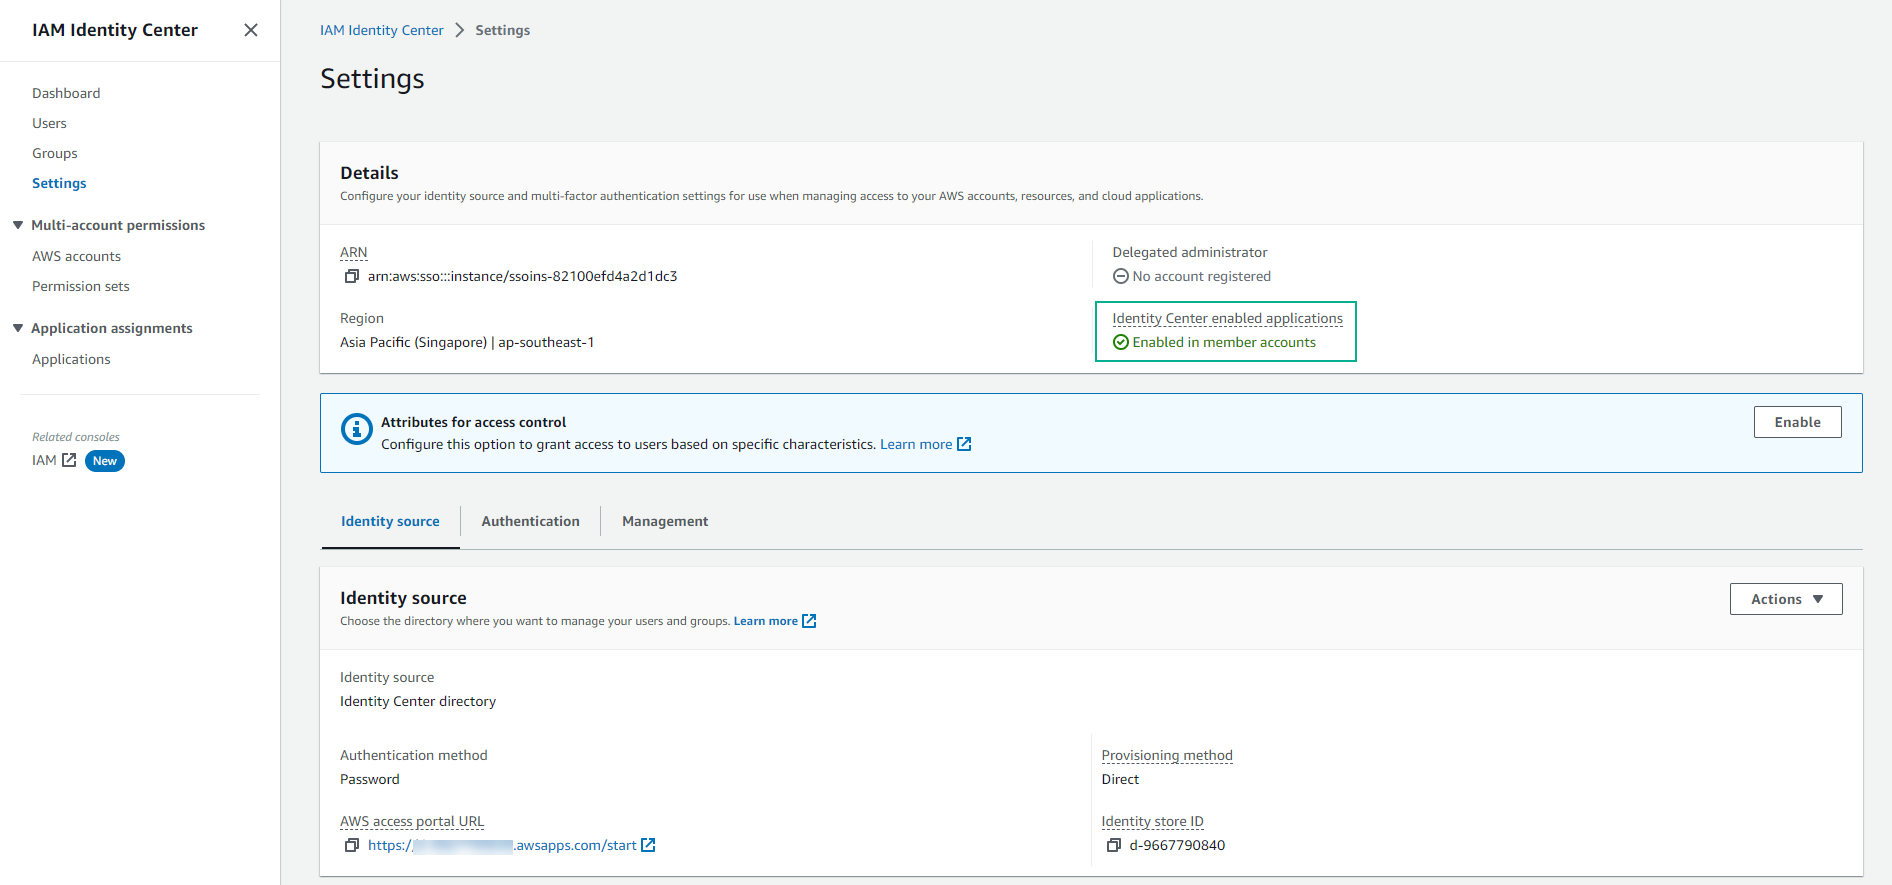 IAM Identity Center
Dashboard
Users
Groups
Settings
Multi-account permissions
AWS accounts
Permission sets
Application assignments
Applications
Related consoles
IAM New
IAM Identity Center > Settings
Settings
Details
Configure your identity source and multi-factor authentication settings for use when managing access to your AWS accounts, resources, and cloud applications.
ARN
arn:aws:sso:::instance/ssoins-82100efd4a2d1dc3
Delegated administrator
No account registered
Region
Asia Pacific (Singapore) | ap-southeast-1
Identity Center enabled applications
Enabled in member accounts
Attributes for access control
Configure this option to grant access to users based on specific characteristics. Learn more
Enable
Identity source
Authentication
Management
Identity source
Choose the directory where you want to manage your users and groups. Learn more
Actions
Identity source
Identity Center directory
Authentication method
Password
Provisioning method
Direct
AWS access portal URL
https:/ .awsapps.com/start
Identity store ID
d-9667790840